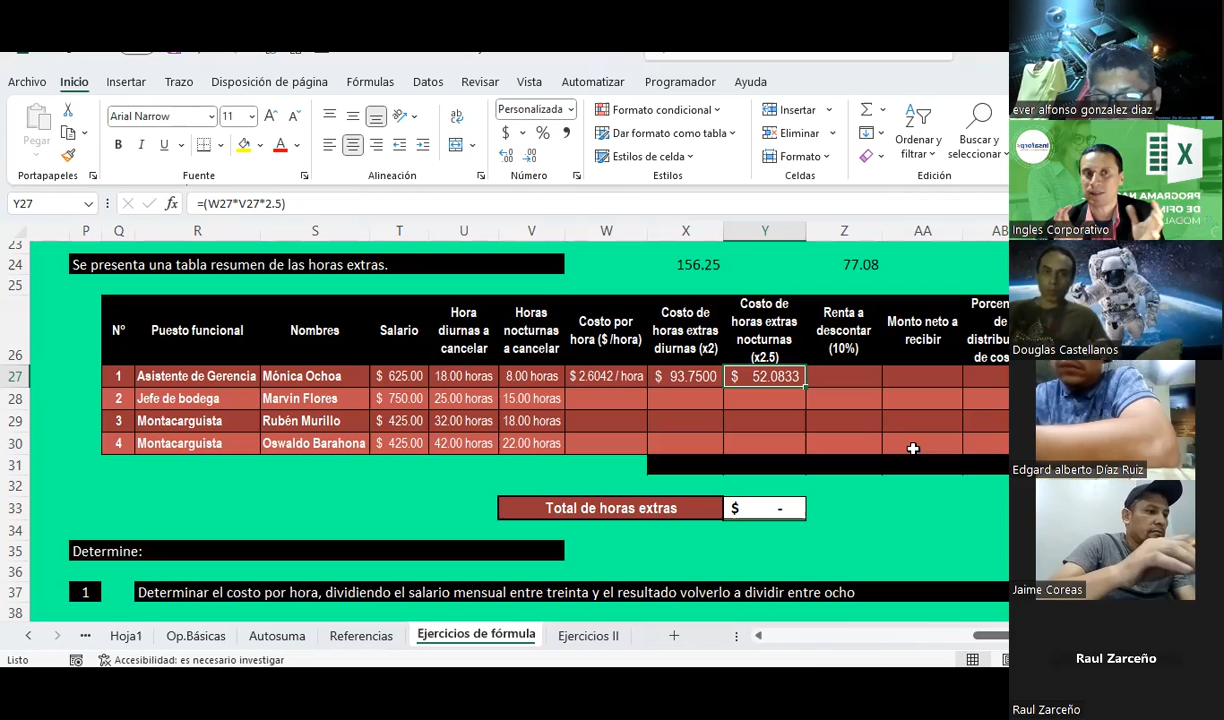 Archivo Inicio Insertar Trazo Disposición de página Fórmulas Datos Revisar Vista Automatizar Programador Ayuda
Pegar
Arial Narrow 11
Personalizada
Formato condicional
Dar formato como tabla
Estilos de celda
Insertar
Eliminar
Formato
Ordenar y filtrar
Buscar y seleccionar
Portapapeles Fuente Alineación Número Estilos Celdas Edición
Y27 =(W27*V27*2.5)
P Q R S T U V W X Y Z AA AB
23
24 Se presenta una tabla resumen de las horas extras. 156.25 77.08
25
26 N° Puesto funcional Nombres Salario Hora diurnas a cancelar Horas nocturnas a cancelar Costo por hora ($ /hora) Costo de horas extras diurnas (x2) Costo de horas extras nocturnas (x2.5) Renta a descontar (10%) Monto neto a recibir
27 1 Asistente de Gerencia Mónica Ochoa $ 625.00 18.00 horas 8.00 horas $ 2.6042 / hora $ 93.7500 $ 52.0833
28 2 Jefe de bodega Marvin Flores $ 750.00 25.00 horas 15.00 horas
29 3 Montacarguista Rubén Murillo $ 425.00 32.00 horas 18.00 horas
30 4 Montacarguista Oswaldo Barahona $ 425.00 42.00 horas 22.00 horas
31
32
33 Total de horas extras $ -
34
35 Determine:
36
37 1 Determinar el costo por hora, dividiendo el salario mensual entre treinta y el resultado volverlo a dividir entre ocho
38
Hoja1 Op.Básicas Autosuma Referencias Ejercicios de fórmula Ejercicios II
Listo Accesibilidad: es necesario investigar
ever alfonso gonzalez diaz
Ingles Corporativo
Douglas Castellanos
Edgard alberto Díaz Ruiz
Jaime Coreas
Raul Zarceño
Raul Zarceño